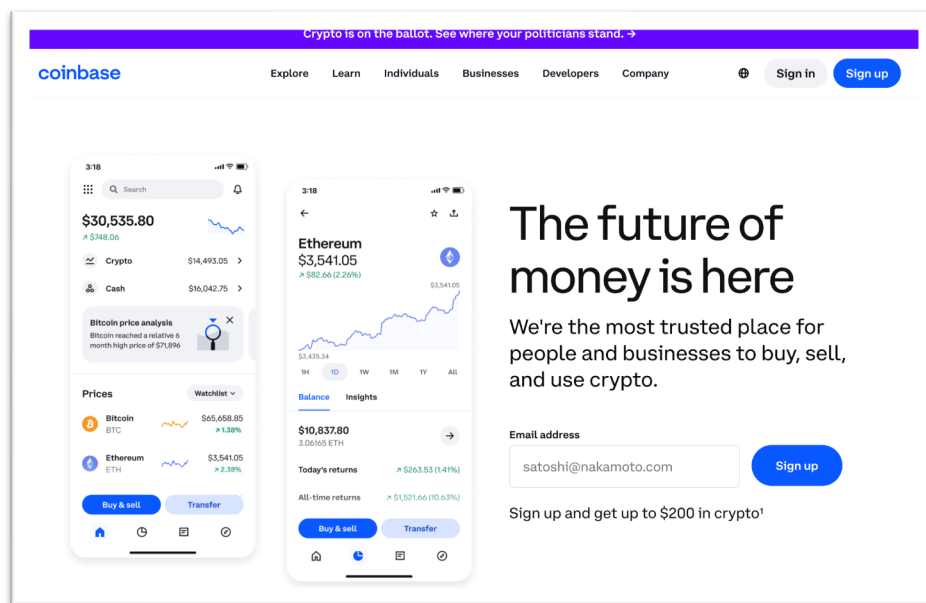 Crypto is on the ballot. See where your politicians stand. →
coinbase
Explore Learn Individuals Businesses Developers Company
Sign in
Sign up
3:18
Search
$30,535.80
↗ $748.06
Crypto $14,493.05 >
Cash $16,042.75 >
Bitcoin price analysis
Bitcoin reached a relative 6
month high price of $71,896
Prices
Watchlist
Bitcoin $65,658.85
BTC ↗ 1.38%
Ethereum $3,541.05
ETH ↗ 2.38%
Buy & sell
Transfer
3:18
Ethereum
$3,541.05
↗ $82.66 (2.26%)
$3,541.05
$3,435.34
1H 1D 1W 1M 1Y All
Balance Insights
$10,837.80
3.06165 ETH
Today's returns ↗ $263.53 (1.41%)
All-time returns ↗ $1,521.66 (10.63%)
Buy & sell
Transfer
The future of
money is here
We're the most trusted place for
people and businesses to buy, sell,
and use crypto.
Email address
satoshi@nakamoto.com
Sign up
Sign up and get up to $200 in crypto¹